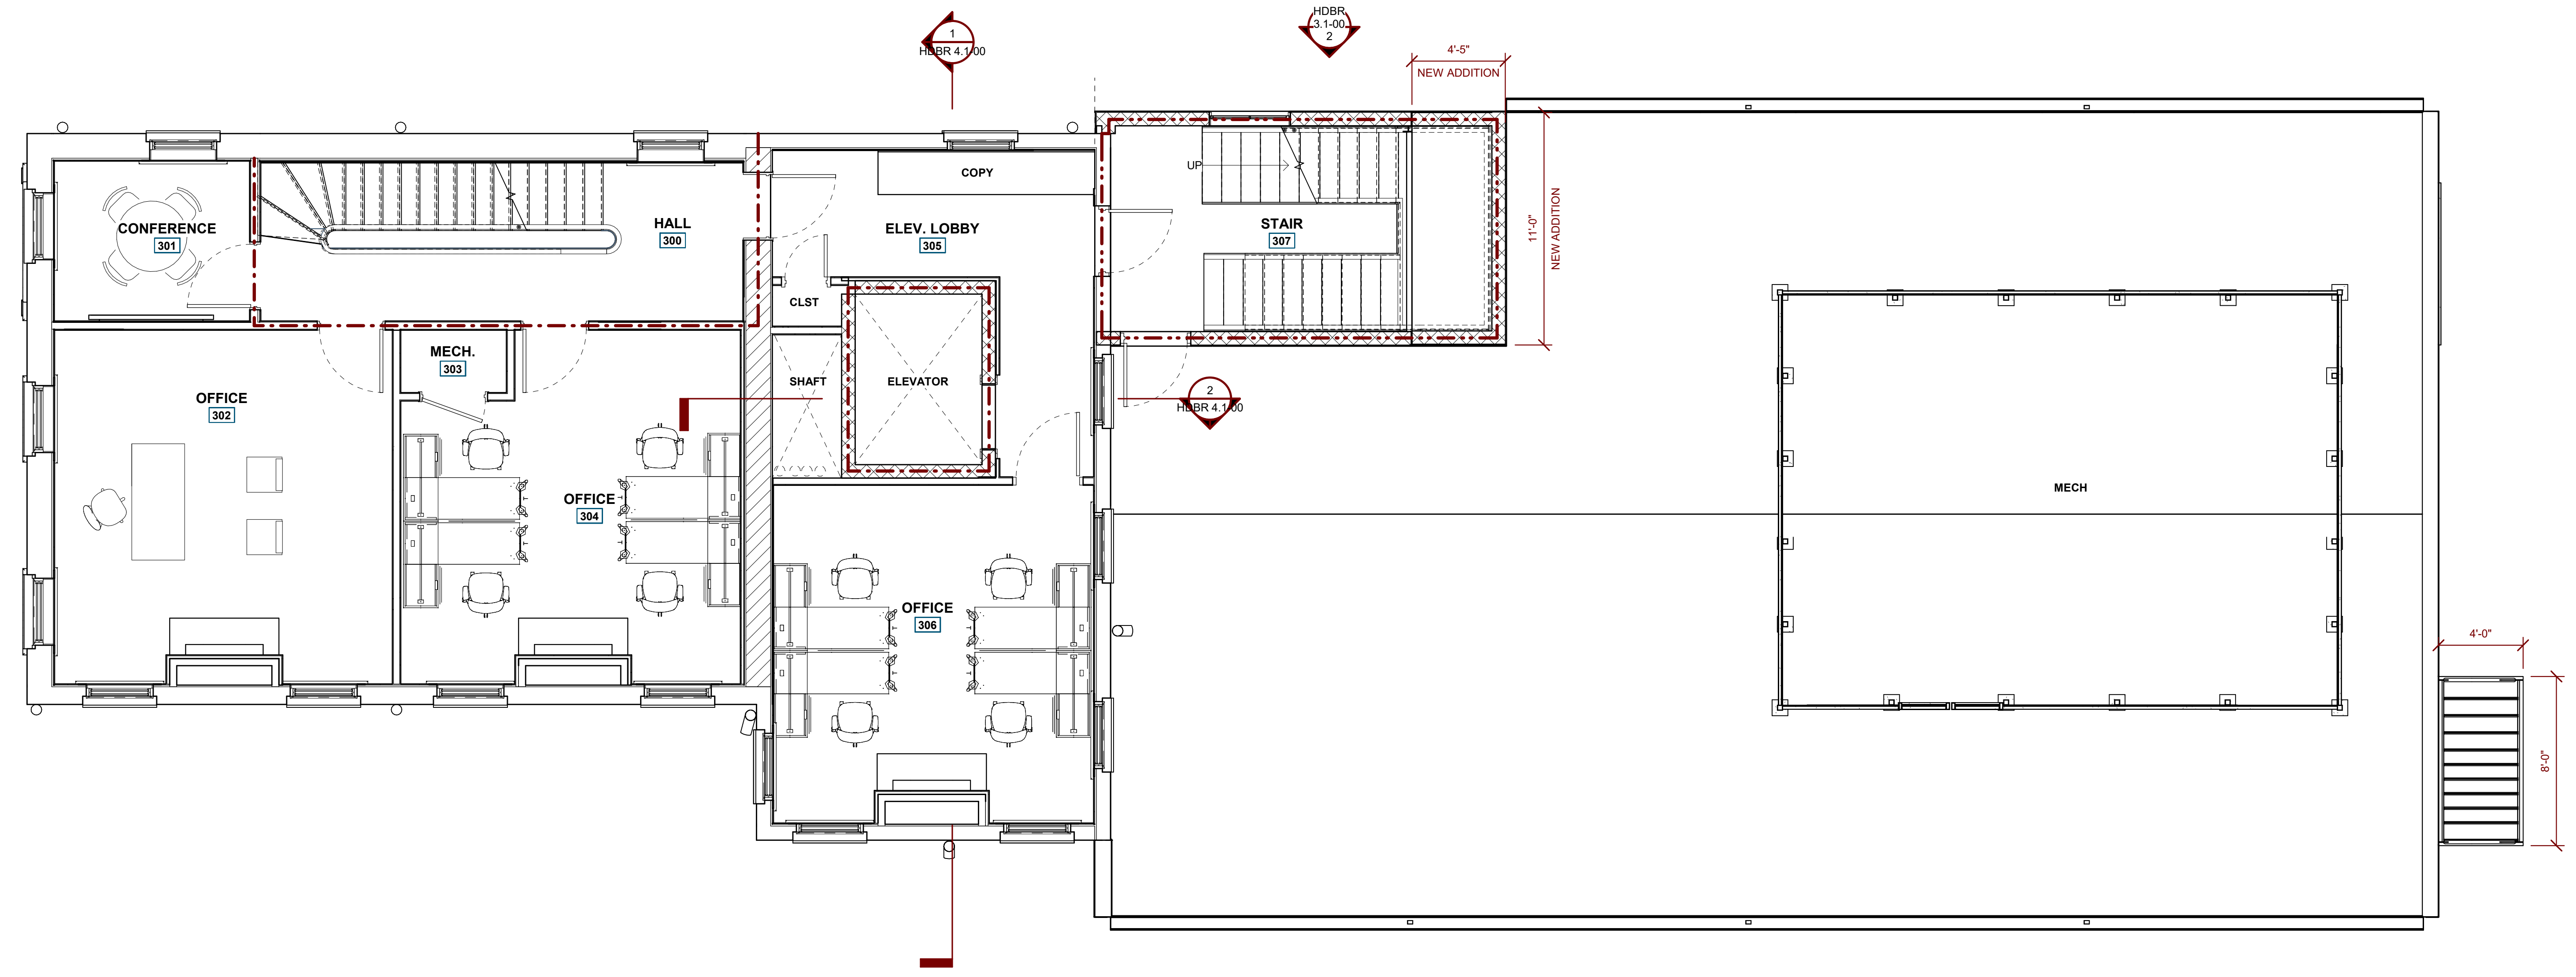 1
HDBR 4.1-00
HDBR
3.1-00
2
4'-5"
NEW ADDITION
COPY
UP
CONFERENCE
301
HALL
300
ELEV. LOBBY
305
STAIR
307
11'-0"
NEW ADDITION
CLST
MECH.
303
SHAFT
ELEVATOR
2
HDBR 4.1-00
OFFICE
302
OFFICE
304
MECH
OFFICE
306
4'-0"
8'-0"